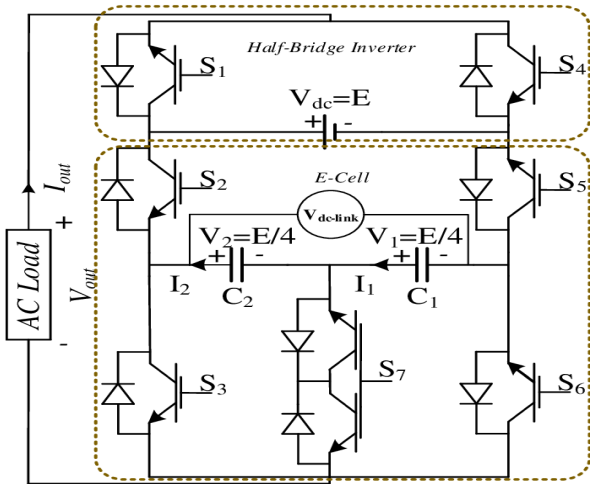 Half-Bridge Inverter
S1
S4
Vdc=E
+ -
S2
E-Cell
S5
Iout
Vdc-link
+
V2=E/4
V1=E/4
+ -
+ -
AC Load
Vout
I2
C2
I1
C1
-
S3
S7
S6